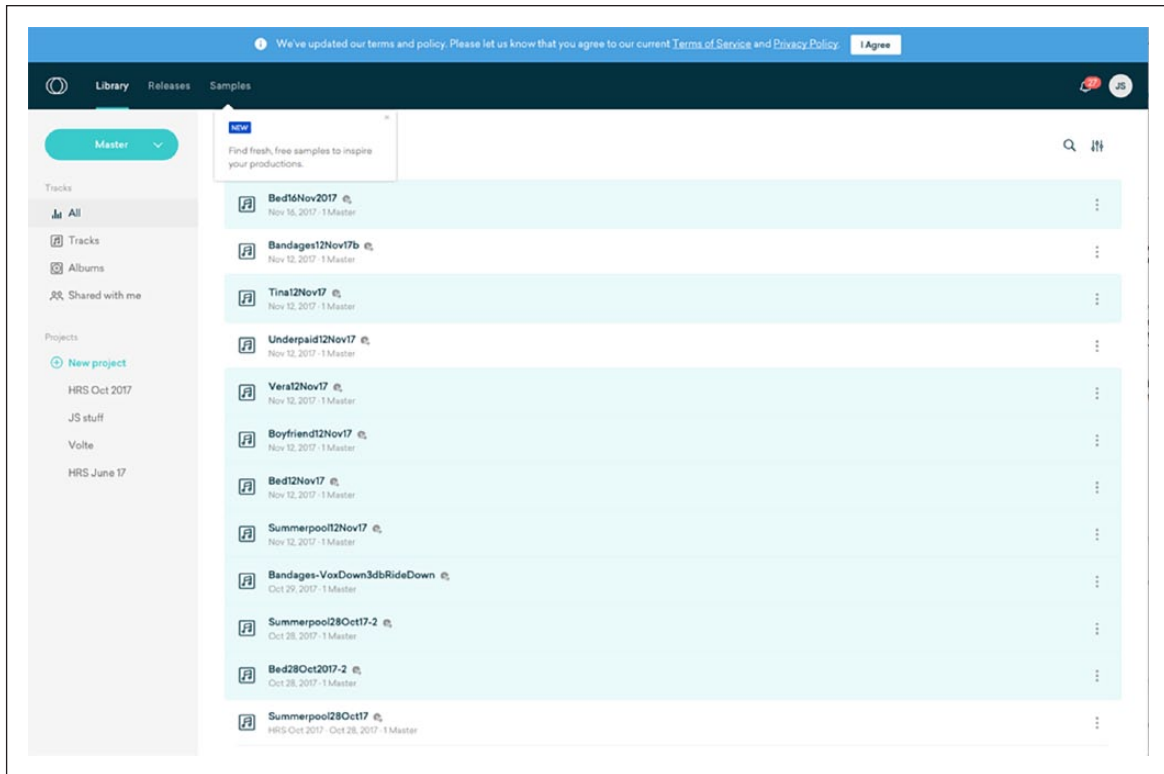 We've updated our terms and policy. Please let us know that you agree to our current Terms of Service and Privacy Policy. I Agree
Library Releases Samples 27 JS
Master
NEW
Find fresh, free samples to inspire
your productions.
Tracks
All
Tracks
Albums
Shared with me
Projects
New project
HRS Oct 2017
JS stuff
Volte
HRS June 17
Bed16Nov2017
Nov 16, 2017 · 1 Master
Bandages12Nov17b
Nov 12, 2017 · 1 Master
Tina12Nov17
Nov 12, 2017 · 1 Master
Underpaid12Nov17
Nov 12, 2017 · 1 Master
Vera12Nov17
Nov 12, 2017 · 1 Master
Boyfriend12Nov17
Nov 12, 2017 · 1 Master
Bed12Nov17
Nov 12, 2017 · 1 Master
Summerpool12Nov17
Nov 12, 2017 · 1 Master
Bandages-VoxDown3dbRideDown
Oct 29, 2017 · 1 Master
Summerpool28Oct17-2
Oct 28, 2017 · 1 Master
Bed28Oct2017-2
Oct 28, 2017 · 1 Master
Summerpool28Oct17
HRS Oct 2017 · Oct 28, 2017 · 1 Master